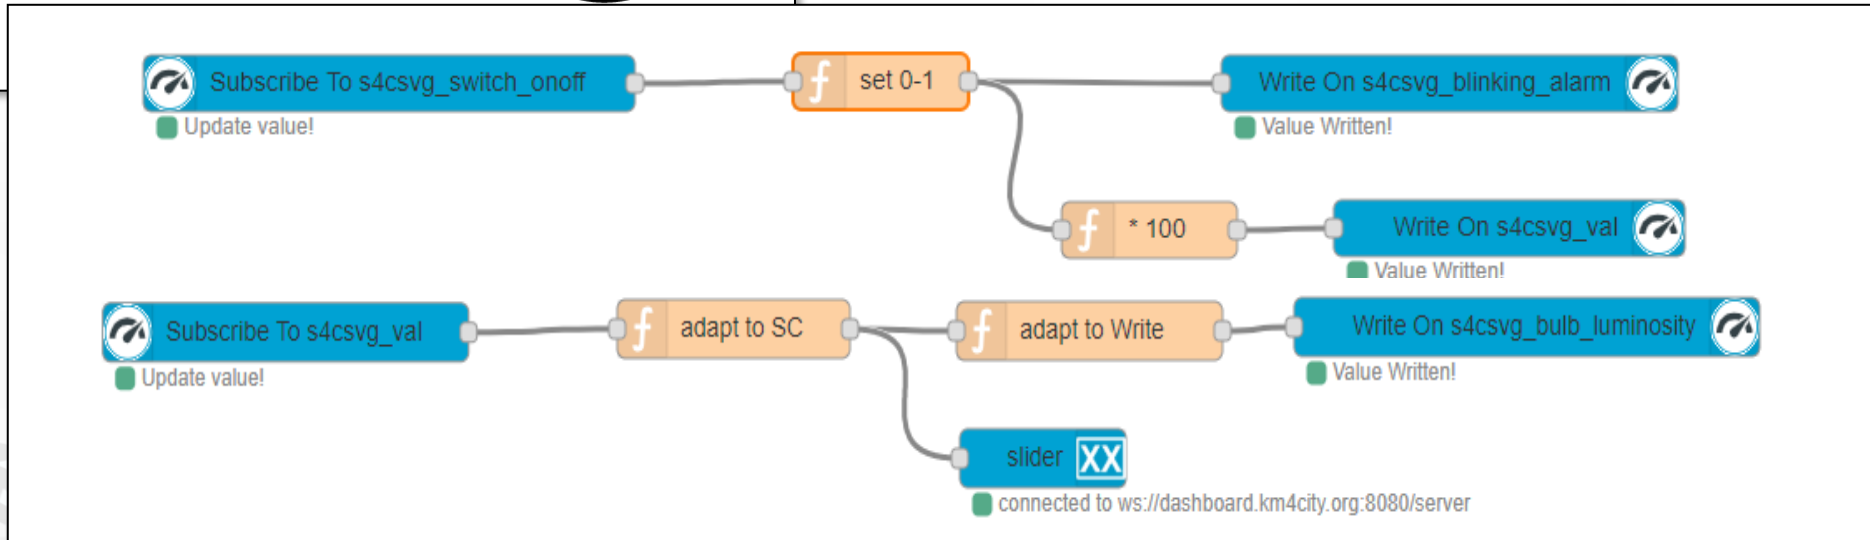 Subscribe To s4csvg_switch_onoff
set 0-1
Write On s4csvg_blinking_alarm
Update value!
Value Written!
* 100
Write On s4csvg_val
Value Written!
Subscribe To s4csvg_val
adapt to SC
adapt to Write
Write On s4csvg_bulb_luminosity
Update value!
Value Written!
slider XX
connected to ws://dashboard.km4city.org:8080/server